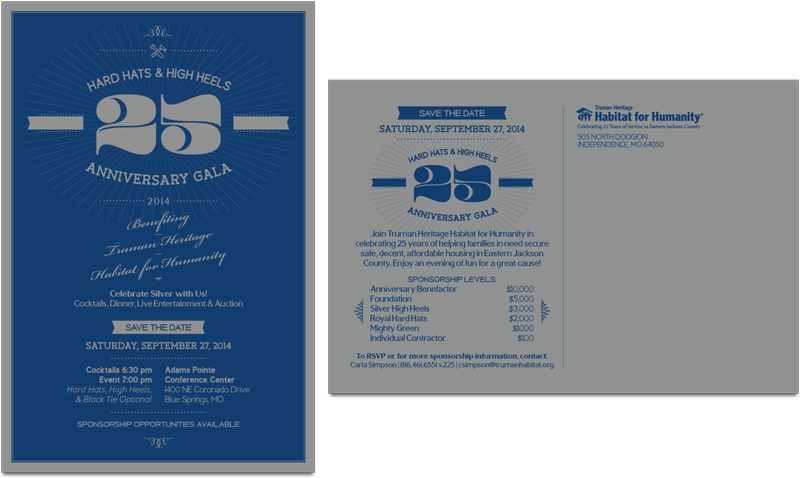 HARD HATS & HIGH HEELS
25
ANNIVERSARY GALA
2014
Benefiting
Truman Heritage
Habitat for Humanity
Celebrate Silver with Us!
Cocktails, Dinner, Live Entertainment & Auction
SAVE THE DATE
SATURDAY, SEPTEMBER 27, 2014
Cocktails 6:30 pm
Event 7:00 pm
Hard Hats, High Heels,
& Black Tie Optional
Adams Pointe
Conference Center
1400 NE Coronado Drive
Blue Springs, MO
SPONSORSHIP OPPORTUNITIES AVAILABLE
SAVE THE DATE
SATURDAY, SEPTEMBER 27, 2014
HARD HATS & HIGH HEELS
25
ANNIVERSARY GALA
Join Truman Heritage Habitat for Humanity in
celebrating 25 years of helping families in need secure
safe, decent, affordable housing in Eastern Jackson
County. Enjoy an evening of fun for a great cause!
SPONSORSHIP LEVELS:
Anniversary Benefactor $10,000
Foundation $5,000
Silver High Heels $3,000
Royal Hard Hats $2,000
Mighty Green $1000
Individual Contractor $100
To RSVP or for more sponsorship information, contact:
Carla Simpson | 816.461.6551 x 225 | csimpson@trumanhabitat.org
Truman Heritage
Habitat for Humanity®
Celebrating 25 Years of Service in Eastern Jackson County
505 NORTH DODGION
INDEPENDENCE, MO 64050